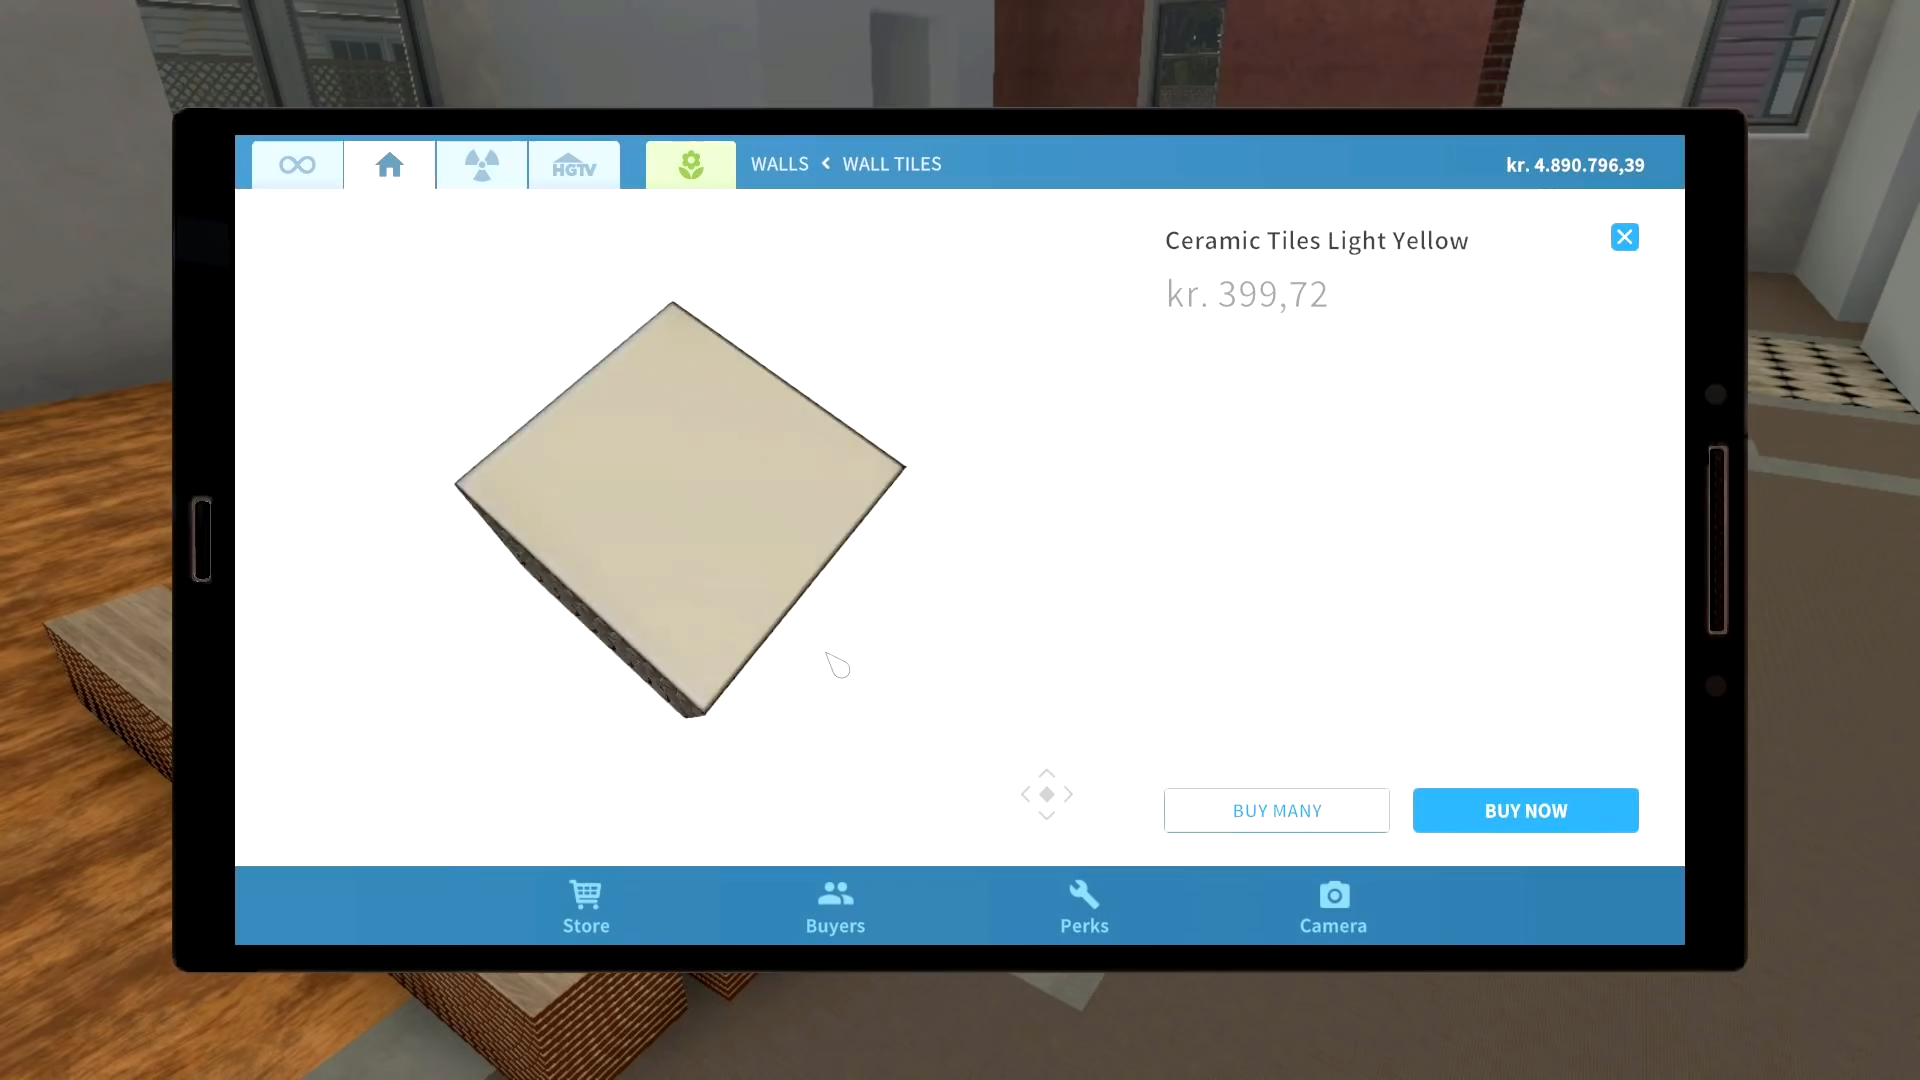 HGTV
WALLS < WALL TILES
kr. 4.890.796,39
Ceramic Tiles Light Yellow
kr. 399,72
BUY MANY
BUY NOW
Store
Buyers
Perks
Camera